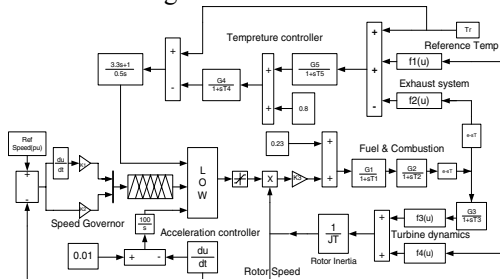 Tr
Tempreture controller
Reference Temp
3.3s+1
0.5s
+
-
G4
1+sT4
+
+
G5
1+sT5
+
+
-
f1(u)
Exhaust system
f2(u)
0.8
e-sT
Ref
Speed(pu)
du
dt
+
-
Speed Governor
L
O
W
X
K3
0.23
+
+
Fuel & Combustion
G1
1+sT1
G2
1+sT2
e-sT
G3
1+sT3
100
s
Acceleration controller
0.01
+
-
du
dt
Rotor Speed
1
JT
Rotor Inertia
+
+
f3(u)
Turbine dynamics
f4(u)